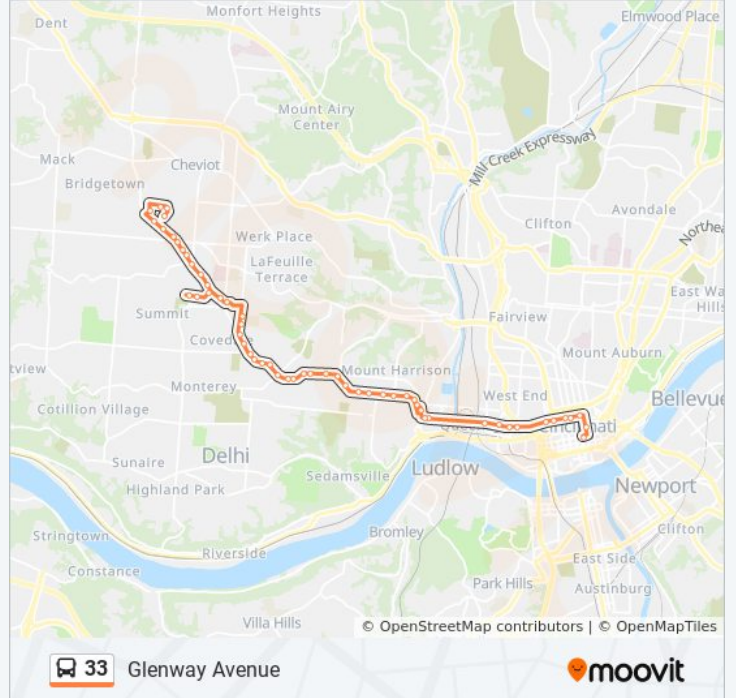 Monfort Heights
Elmwood Place
Dent
Mount Airy
Center
Mill Creek Expressway
Mack
Cheviot
Bridgetown
Clifton
Avondale
Werk Place
LaFeuille
Terrace
East Wa
Hills
Summit
Fairview
Mount Auburn
Mount Harrison
tview
Monterey
West End
Bellevue
Cotillion Village
Delhi
Sunaire
Ludlow
Sedamsville
Highland Park
Newport
Stringtown
Bromley
Clifton
Riverside
East Side
Constance
Park Hills
Austinburg
Villa Hills
© OpenStreetMap contributors | © OpenMapTiles
33 Glenway Avenue
moovit